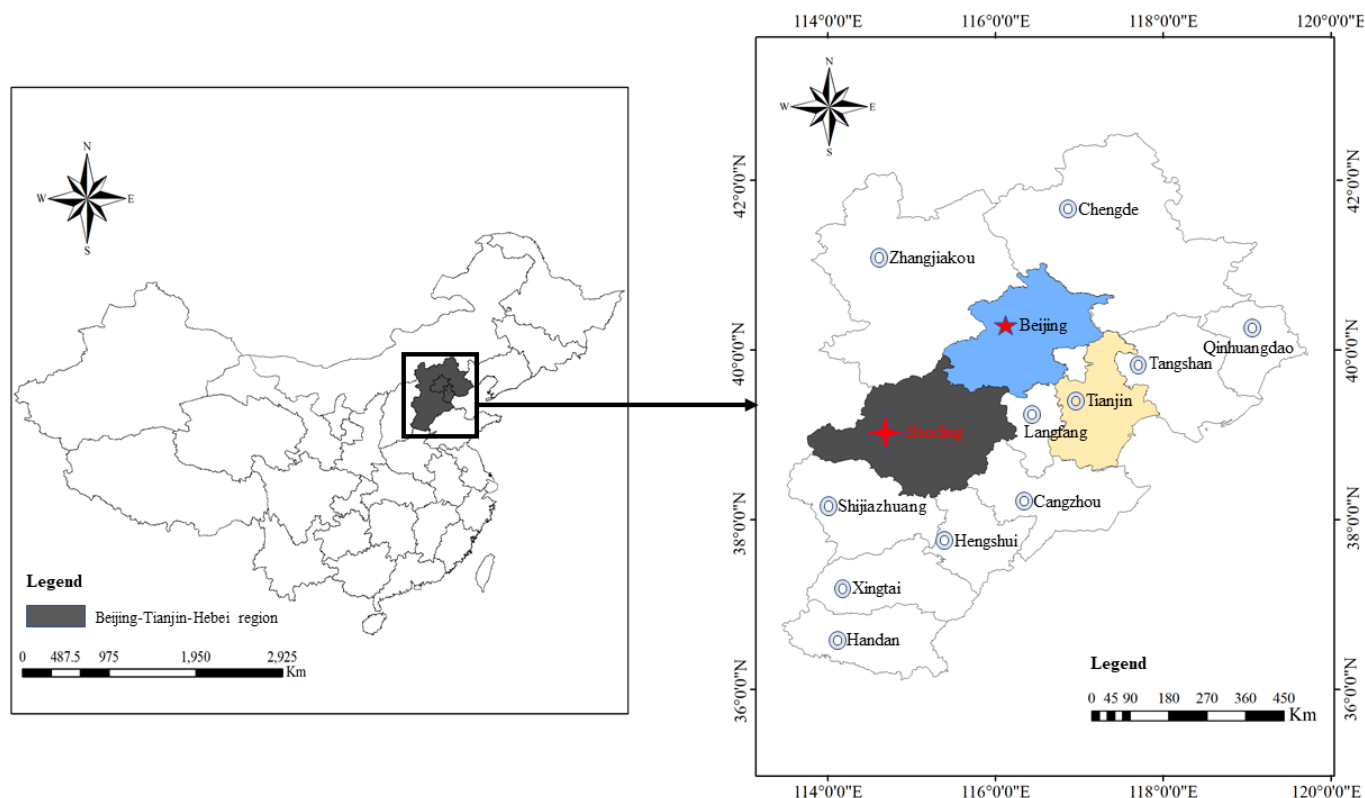 N
W E
S
Legend
Beijing-Tianjin-Hebei region
0 487.5 975 1,950 2,925
Km
114°0'0"E 116°0'0"E 118°0'0"E 120°0'0"E
N
W E
S
42°0'0"N 42°0'0"N
40°0'0"N 40°0'0"N
38°0'0"N 38°0'0"N
36°0'0"N 36°0'0"N
Chengde
Zhangjiakou
Beijing
Qinhuangdao
Tangshan
Tianjin
Langfang
Baoding
Shijiazhuang
Cangzhou
Hengshui
Xingtai
Handan
Legend
0 45 90 180 270 360 450
Km
114°0'0"E 116°0'0"E 118°0'0"E 120°0'0"E